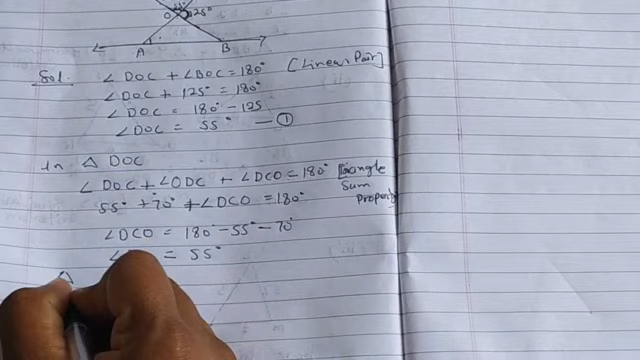 O 125°
A B
Sol. ∠DOC + ∠BOC = 180° [Linear Pair]
∠DOC + 125° = 180°
∠DOC = 180° - 125
∠DOC = 55° — ①
In △ DOC
∠DOC + ∠ODC + ∠DCO = 180° [Triangle Sum Property
55° + 70° + ∠DCO = 180°
∠DCO = 180° - 55° - 70°
∠ = 55°